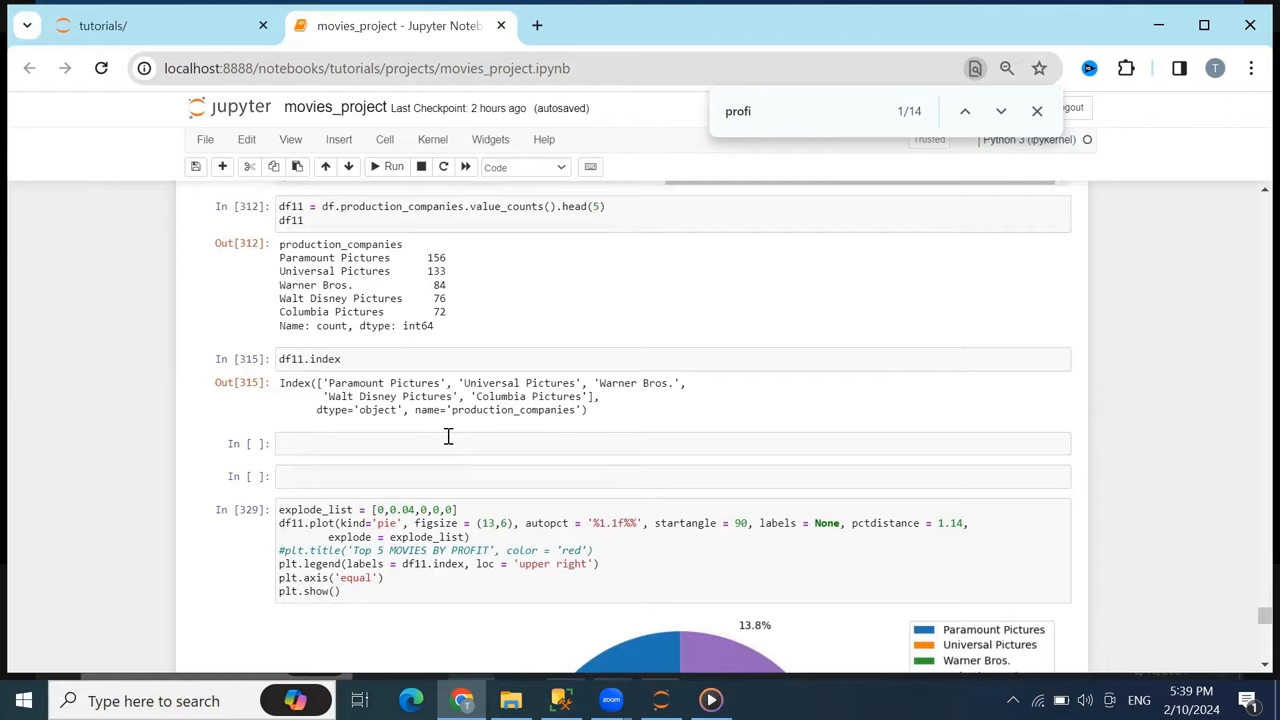 tutorials/
movies_project - Jupyter Noteb
localhost:8888/notebooks/tutorials/projects/movies_project.ipynb
T
profi
1/14
jupyter
movies_project Last Checkpoint: 2 hours ago (autosaved)
ogout
File Edit View Insert Cell Kernel Widgets Help
Trusted
Python 3 (ipykernel)
Run
Code
In [312]: df11 = df.production_companies.value_counts().head(5)
df11
Out[312]: production_companies
Paramount Pictures 156
Universal Pictures 133
Warner Bros. 84
Walt Disney Pictures 76
Columbia Pictures 72
Name: count, dtype: int64
In [315]: df11.index
Out[315]: Index(['Paramount Pictures', 'Universal Pictures', 'Warner Bros.',
'Walt Disney Pictures', 'Columbia Pictures'],
dtype='object', name='production_companies')
In [ ]:
In [ ]:
In [329]: explode_list = [0,0.04,0,0,0]
df11.plot(kind='pie', figsize = (13,6), autopct = '%1.1f%%', startangle = 90, labels = None, pctdistance = 1.14,
explode = explode_list)
#plt.title('Top 5 MOVIES BY PROFIT', color = 'red')
plt.legend(labels = df11.index, loc = 'upper right')
plt.axis('equal')
plt.show()
13.8%
Paramount Pictures
Universal Pictures
Warner Bros.
Type here to search
zoom
ENG
5:39 PM
2/10/2024
1